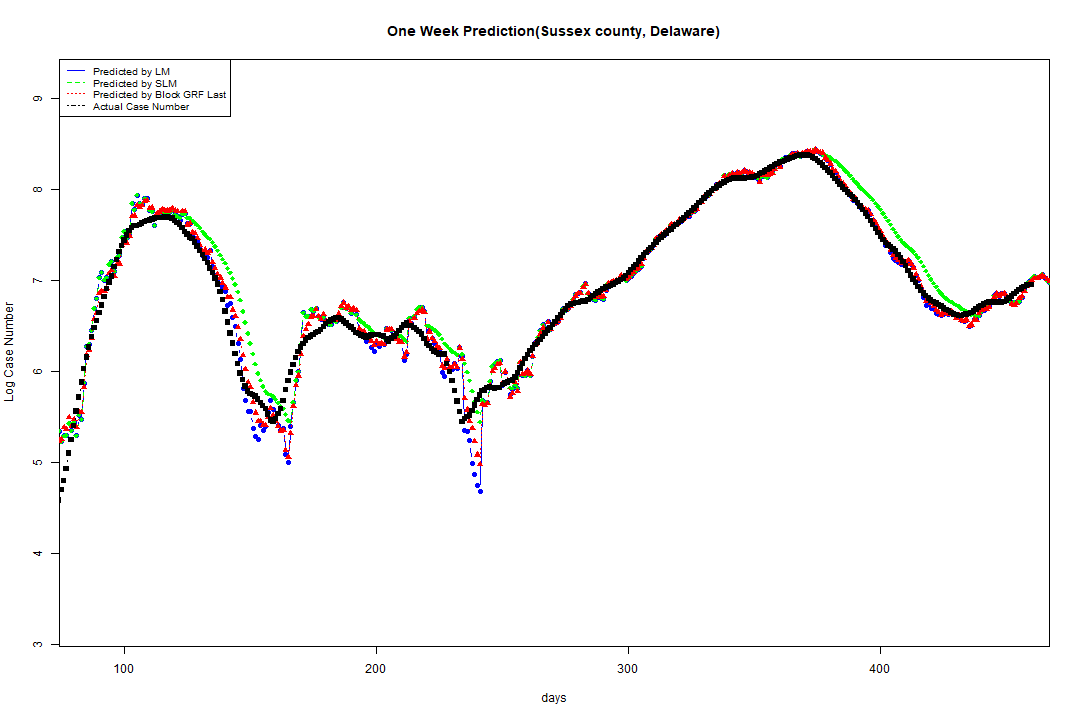 One Week Prediction(Sussex county, Delaware)
Predicted by LM
Predicted by SLM
Predicted by Block GRF Last
Actual Case Number
9
8
7
6
5
4
3
Log Case Number
100 200 300 400
days